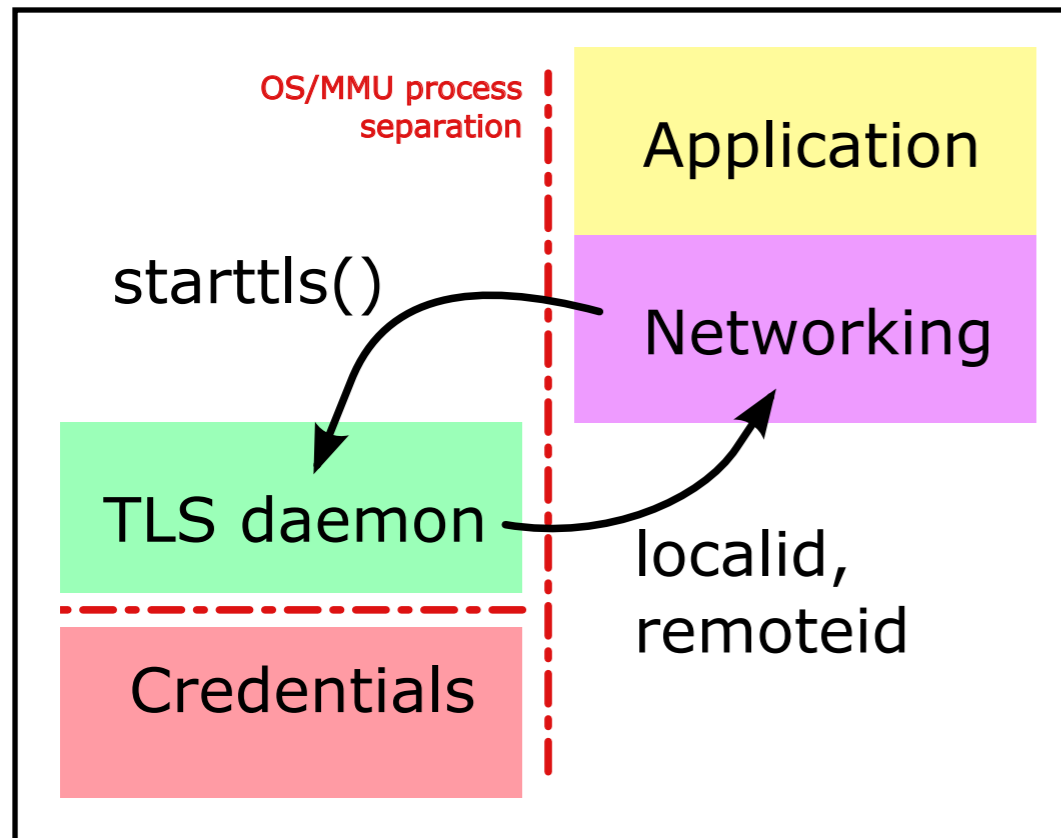 OS/MMU process
separation
Application
starttls()
Networking
TLS daemon
localid,
remoteid
Credentials